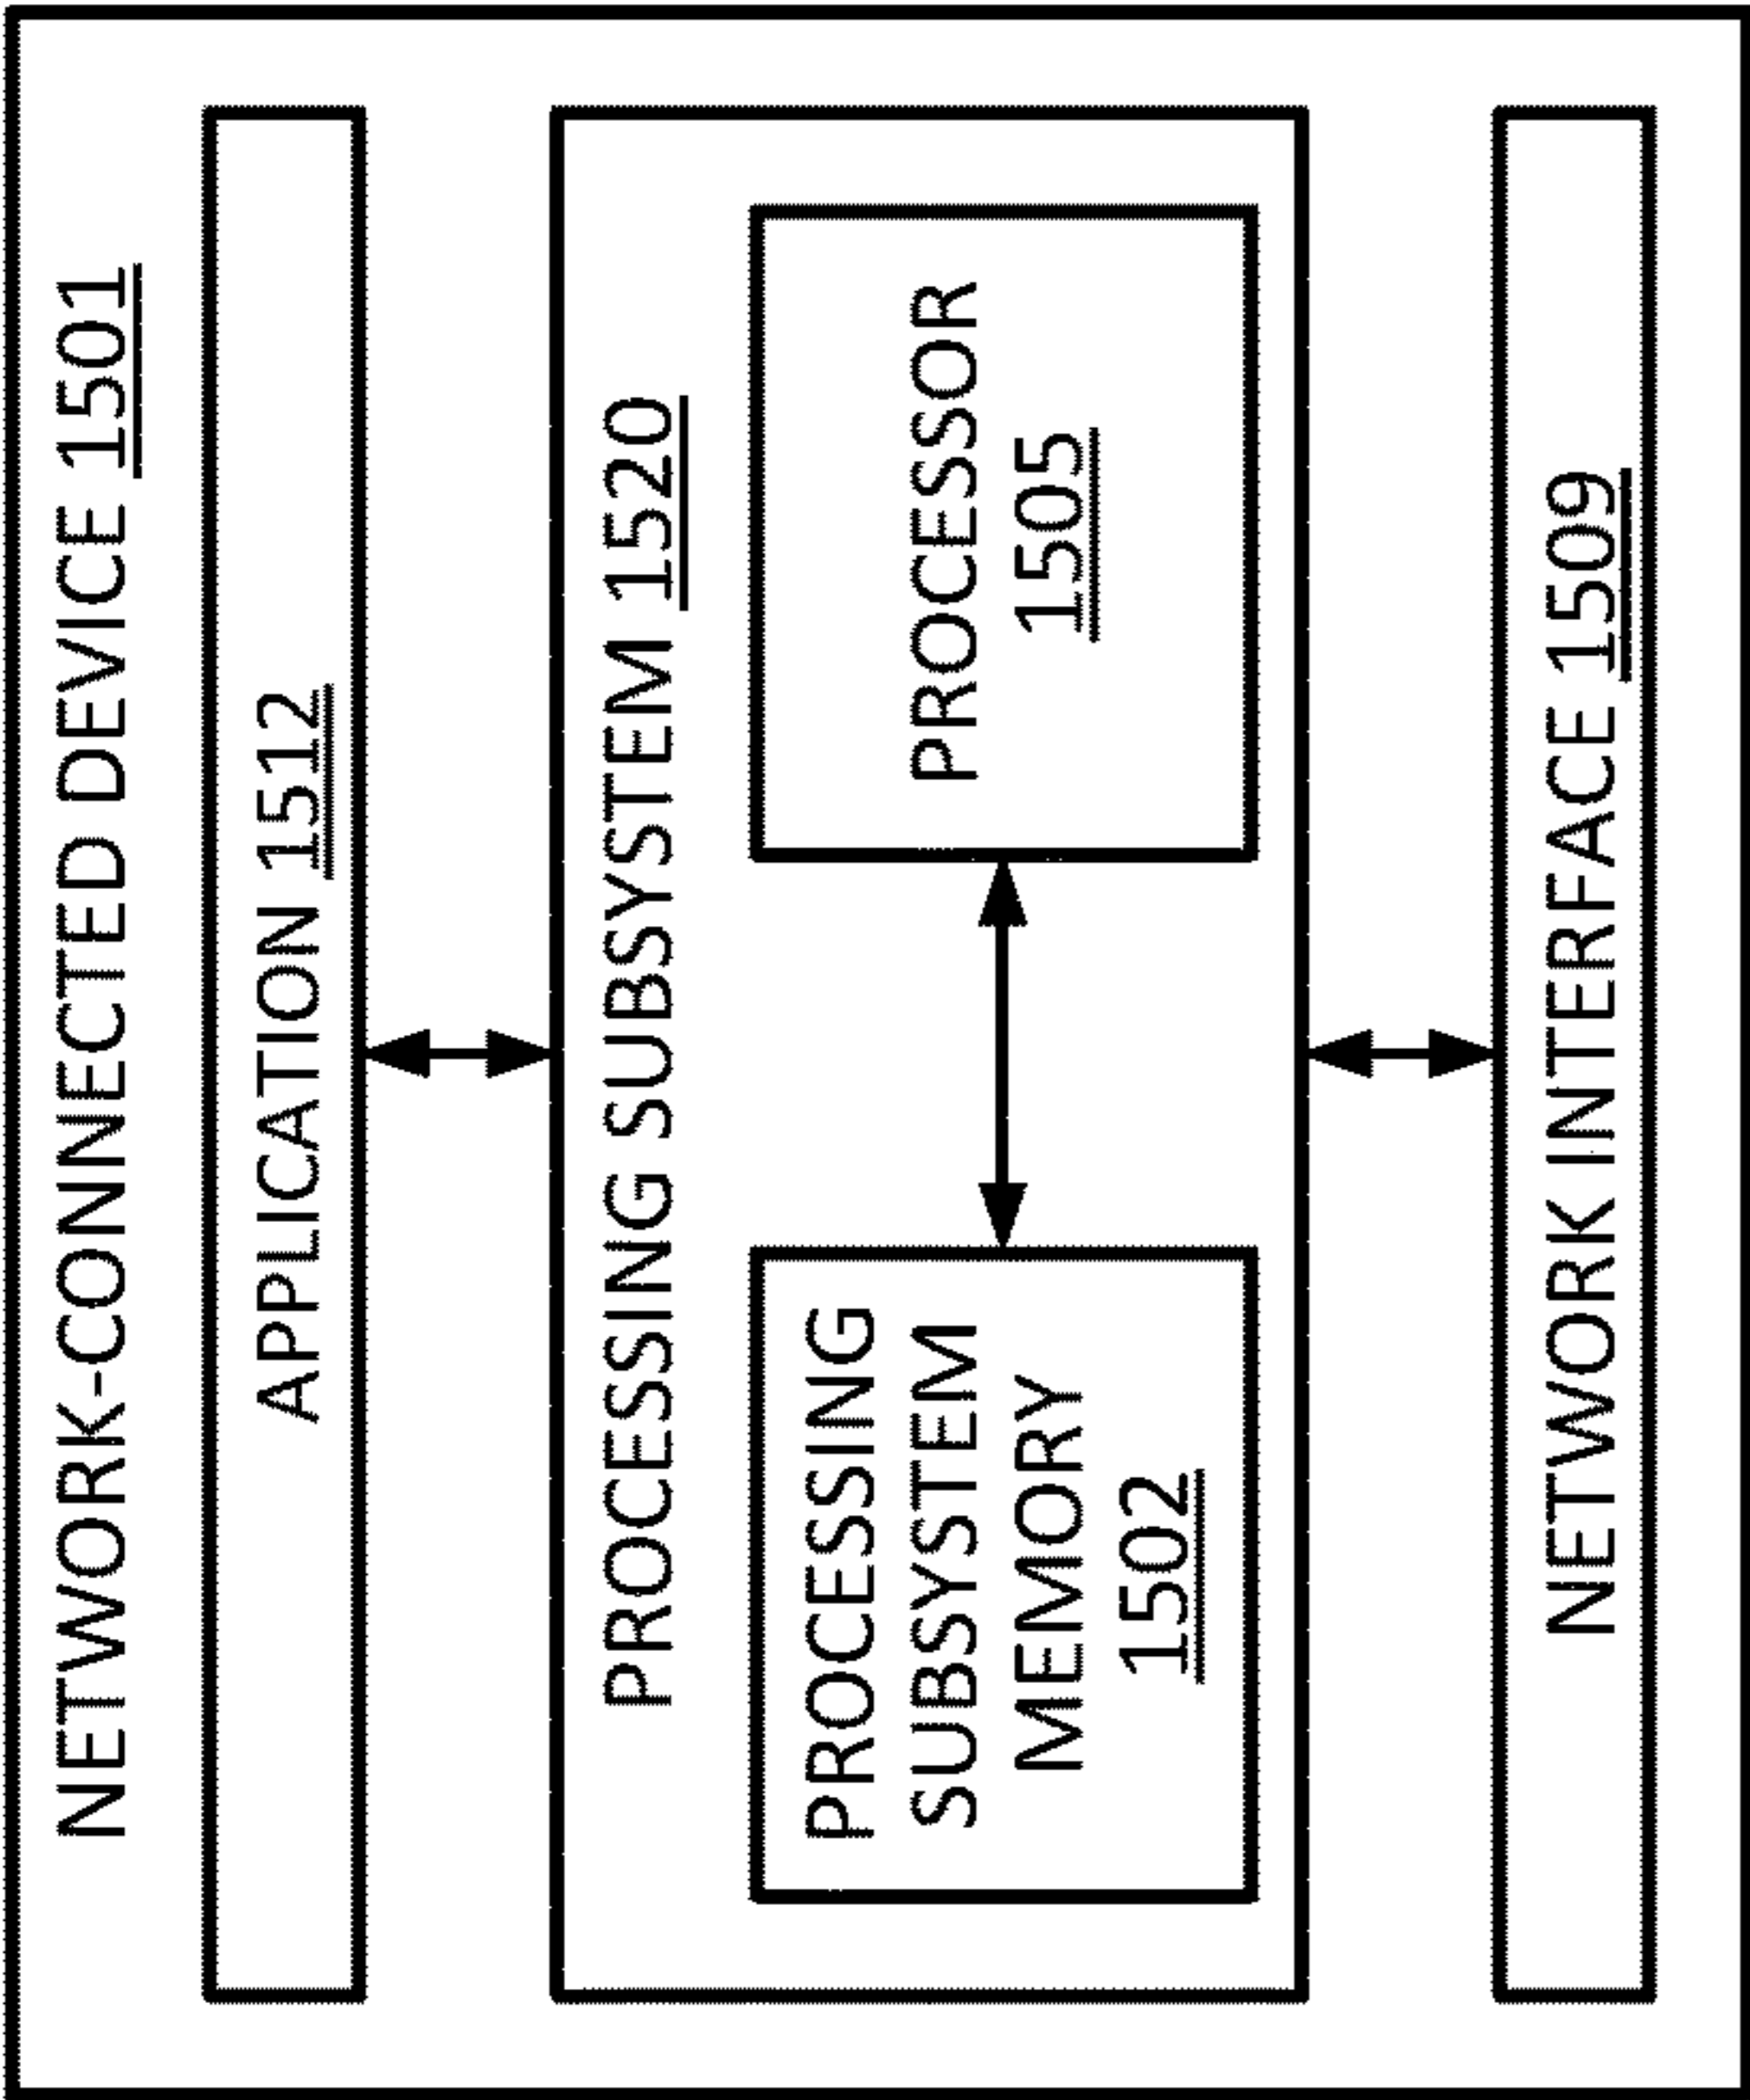 NETWORK-CONNECTED DEVICE 1501
APPLICATION 1512
PROCESSING SUBSYSTEM 1520
PROCESSING
SUBSYSTEM
MEMORY
1502
PROCESSOR
1505
NETWORK INTERFACE 1509